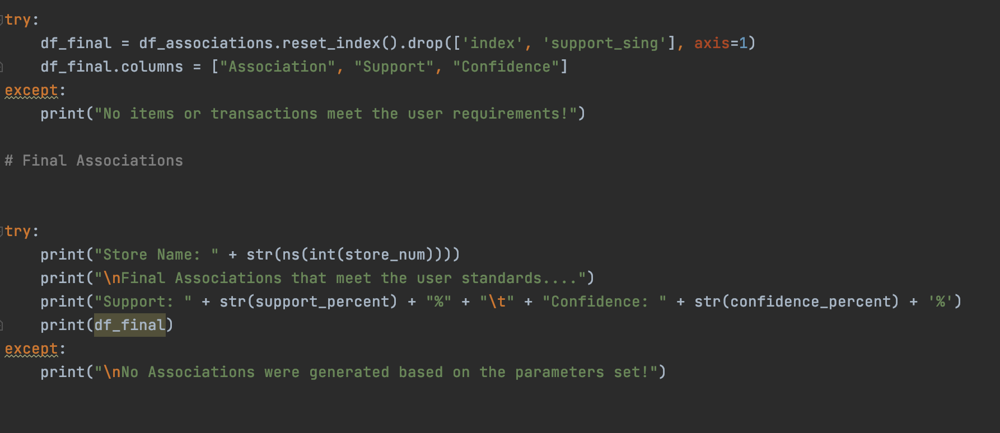 try:
    df_final = df_associations.reset_index().drop(['index', 'support_sing'], axis=1)
    df_final.columns = ["Association", "Support", "Confidence"]
except:
    print("No items or transactions meet the user requirements!")
# Final Associations
try:
    print("Store Name: " + str(ns(int(store_num))))
    print("\nFinal Associations that meet the user standards....")
    print("Support: " + str(support_percent) + "%" + "\t" + "Confidence: " + str(confidence_percent) + '%')
    print(df_final)
except:
    print("\nNo Associations were generated based on the parameters set!")